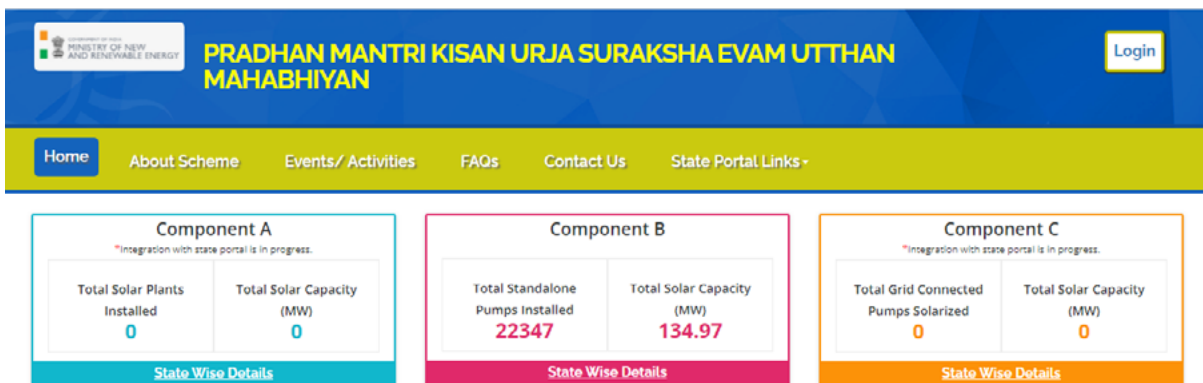 GOVERNMENT OF INDIA
MINISTRY OF NEW
AND RENEWABLE ENERGY
PRADHAN MANTRI KISAN URJA SURAKSHA EVAM UTTHAN
MAHABHIYAN
Login
Home About Scheme Events/ Activities FAQs Contact Us State Portal Links
Component A
*Integration with state portal is in progress.
Total Solar Plants
Installed
0
Total Solar Capacity
(MW)
0
State Wise Details
Component B
Total Standalone
Pumps Installed
22347
Total Solar Capacity
(MW)
134.97
State Wise Details
Component C
*Integration with state portal is in progress.
Total Grid Connected
Pumps Solarized
0
Total Solar Capacity
(MW)
0
State Wise Details